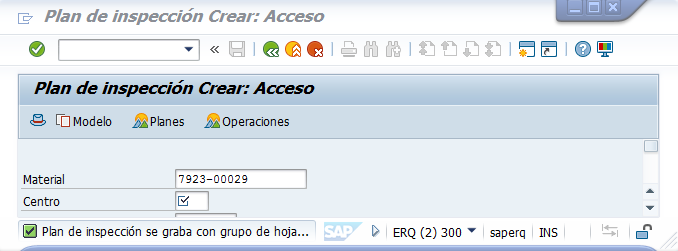 Plan de inspección Crear: Acceso
Plan de inspección Crear: Acceso
Modelo Planes Operaciones
Material 7923-00029
Centro
Plan de inspección se graba con grupo de hoja... SAP ERQ (2) 300 saperq INS